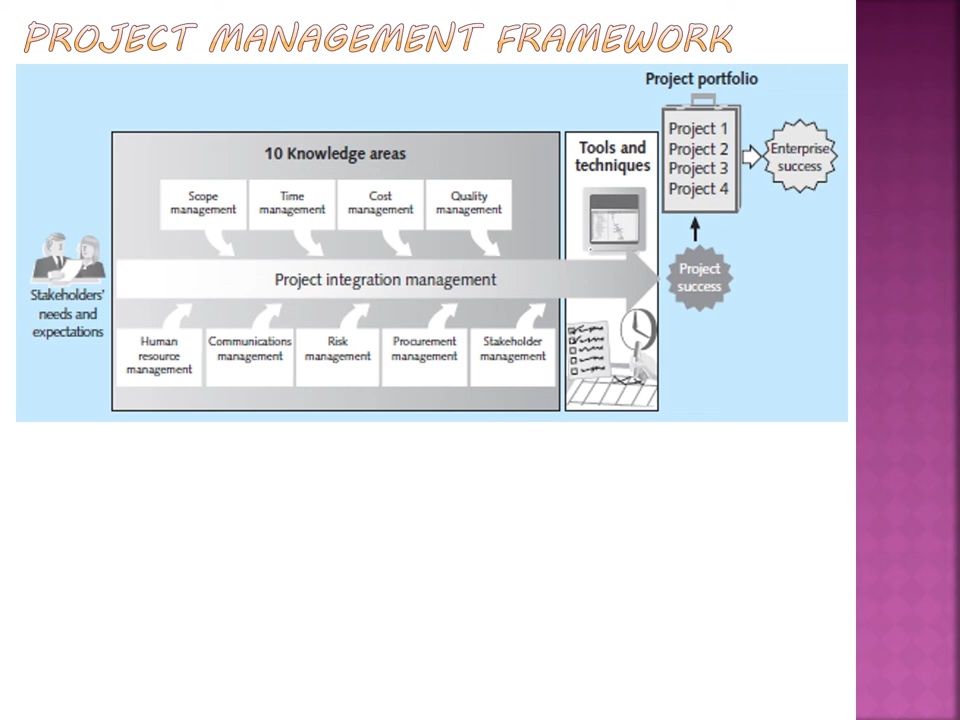 PROJECT MANAGEMENT FRAMEWORK
Project portfolio
Project 1
Project 2
Project 3
Project 4
Enterprise
success
10 Knowledge areas
Tools and
techniques
Scope
management
Time
management
Cost
management
Quality
management
Stakeholders'
needs and
expectations
Project integration management
Project
success
Human
resource
management
Communications
management
Risk
management
Procurement
management
Stakeholder
management